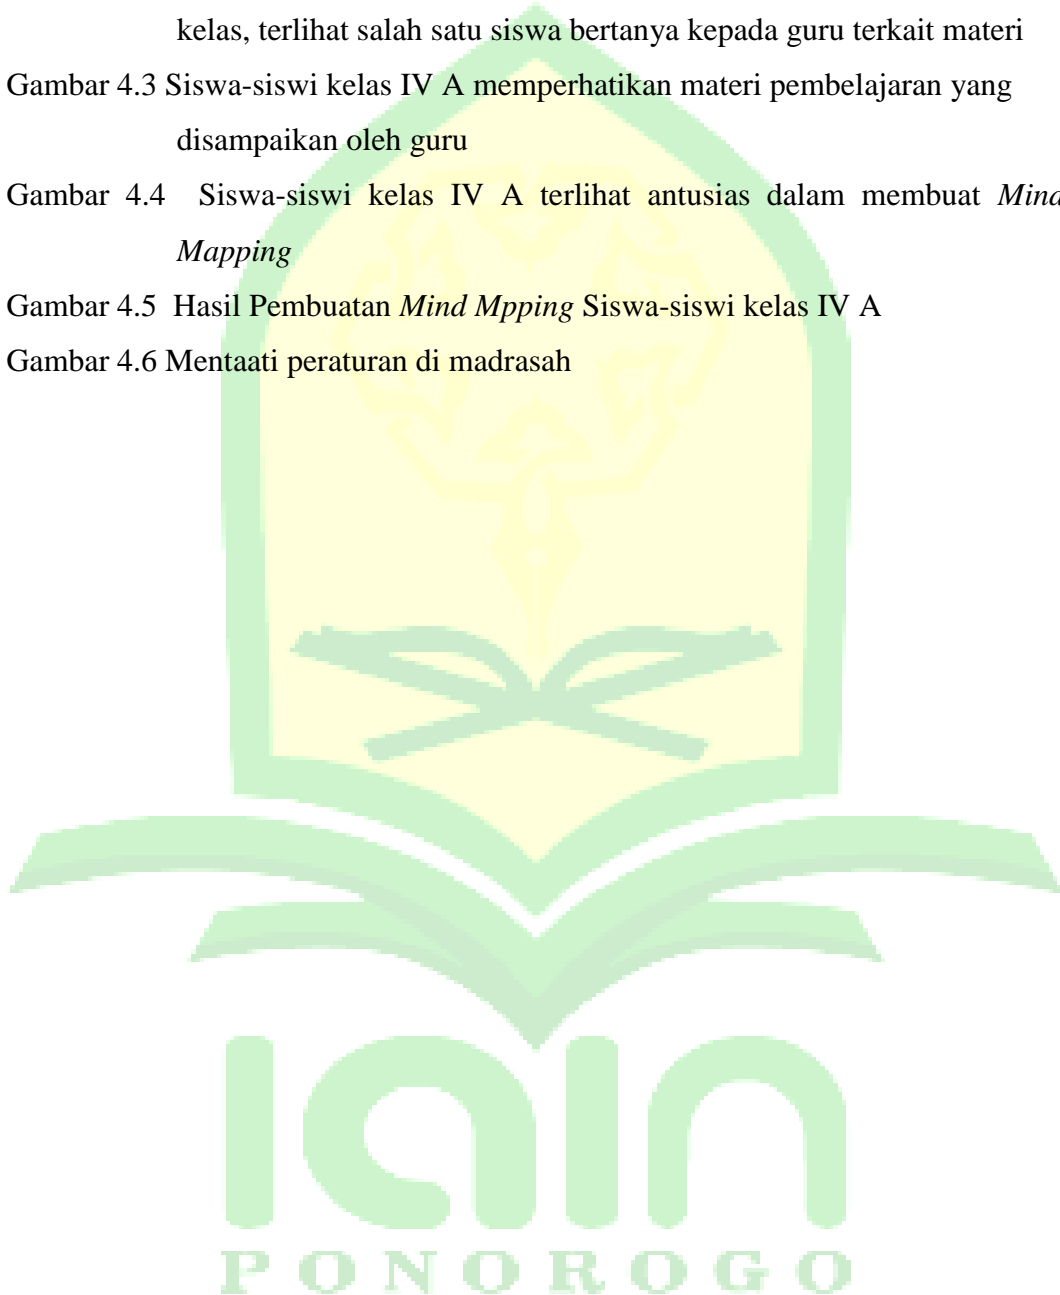 kelas, terlihat salah satu siswa bertanya kepada guru terkait materi
Gambar 4.3 Siswa-siswi kelas IV A memperhatikan materi pembelajaran yang
disampaikan oleh guru
Gambar 4.4 Siswa-siswi kelas IV A terlihat antusias dalam membuat Mind
Mapping
Gambar 4.5 Hasil Pembuatan Mind Mpping Siswa-siswi kelas IV A
Gambar 4.6 Mentaati peraturan di madrasah
iain
PONOROGO